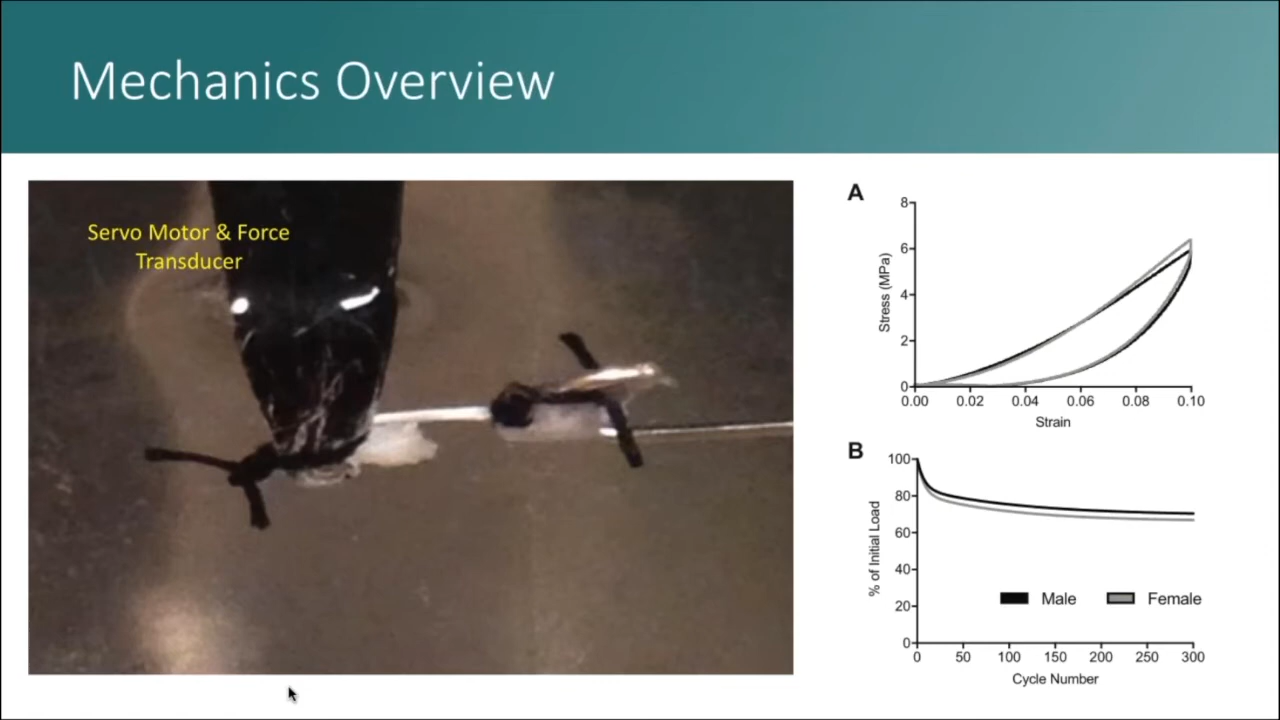 Mechanics Overview
Servo Motor & Force
Transducer
A
8
6
4
2
0
Stress (MPa)
0.00 0.02 0.04 0.06 0.08 0.10
Strain
B
100
80
60
40
20
0
% of Initial Load
Male Female
0 50 100 150 200 250 300
Cycle Number